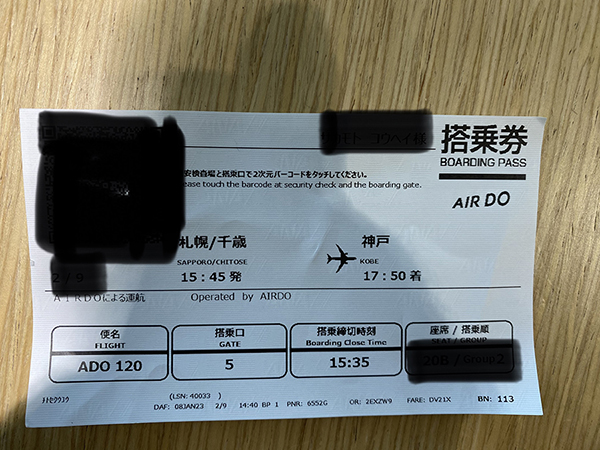 搭乗券
BOARDING PASS
安検査場と搭乗口で2次元バーコードをタッチしてください。
ease touch the barcode at security check and the boarding gate.
AIR DO
札幌/千歳
神戸
SAPPORO/CHITOSE
KOBE
15:45 発
17:50 着
AIRDOによる運航 Operated by AIRDO
便名
FLIGHT
ADO 120
搭乗口
GATE
5
搭乗締切時刻
Boarding Close Time
15:35
座席 / 搭乗順
SEAT / GROUP
(LSN: 40033 )
DAF: 08JAN23 2/9 14:40 BP 1 PNR: 6552G OR: 2EXZW9 FARE: DV21X BN: 113